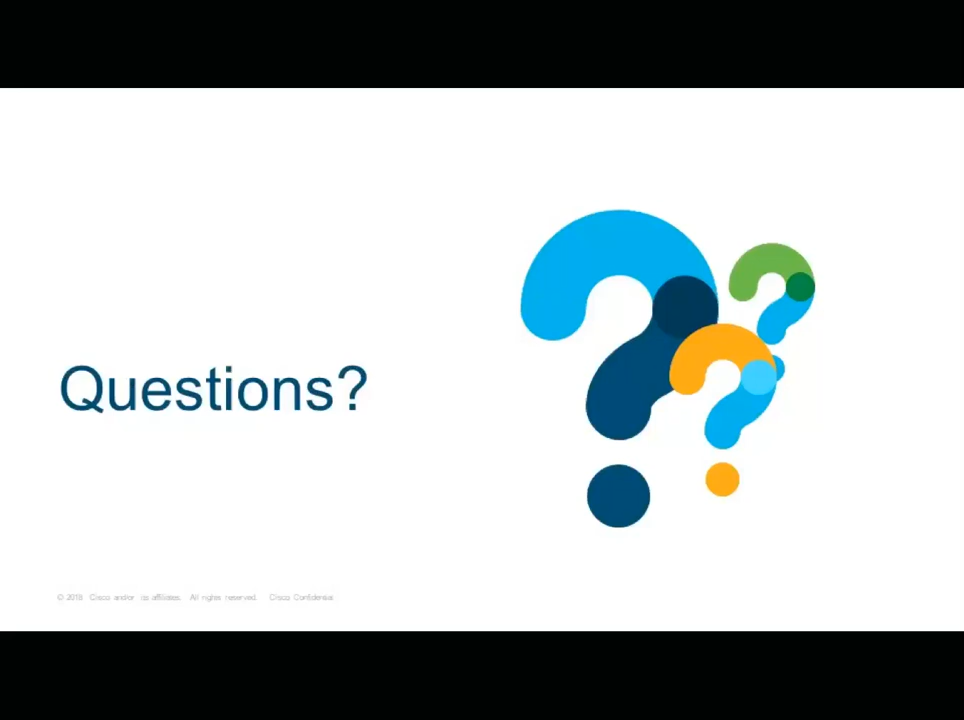 Questions?
© 2018 Cisco and/or its affiliates. All rights reserved. Cisco Confidential